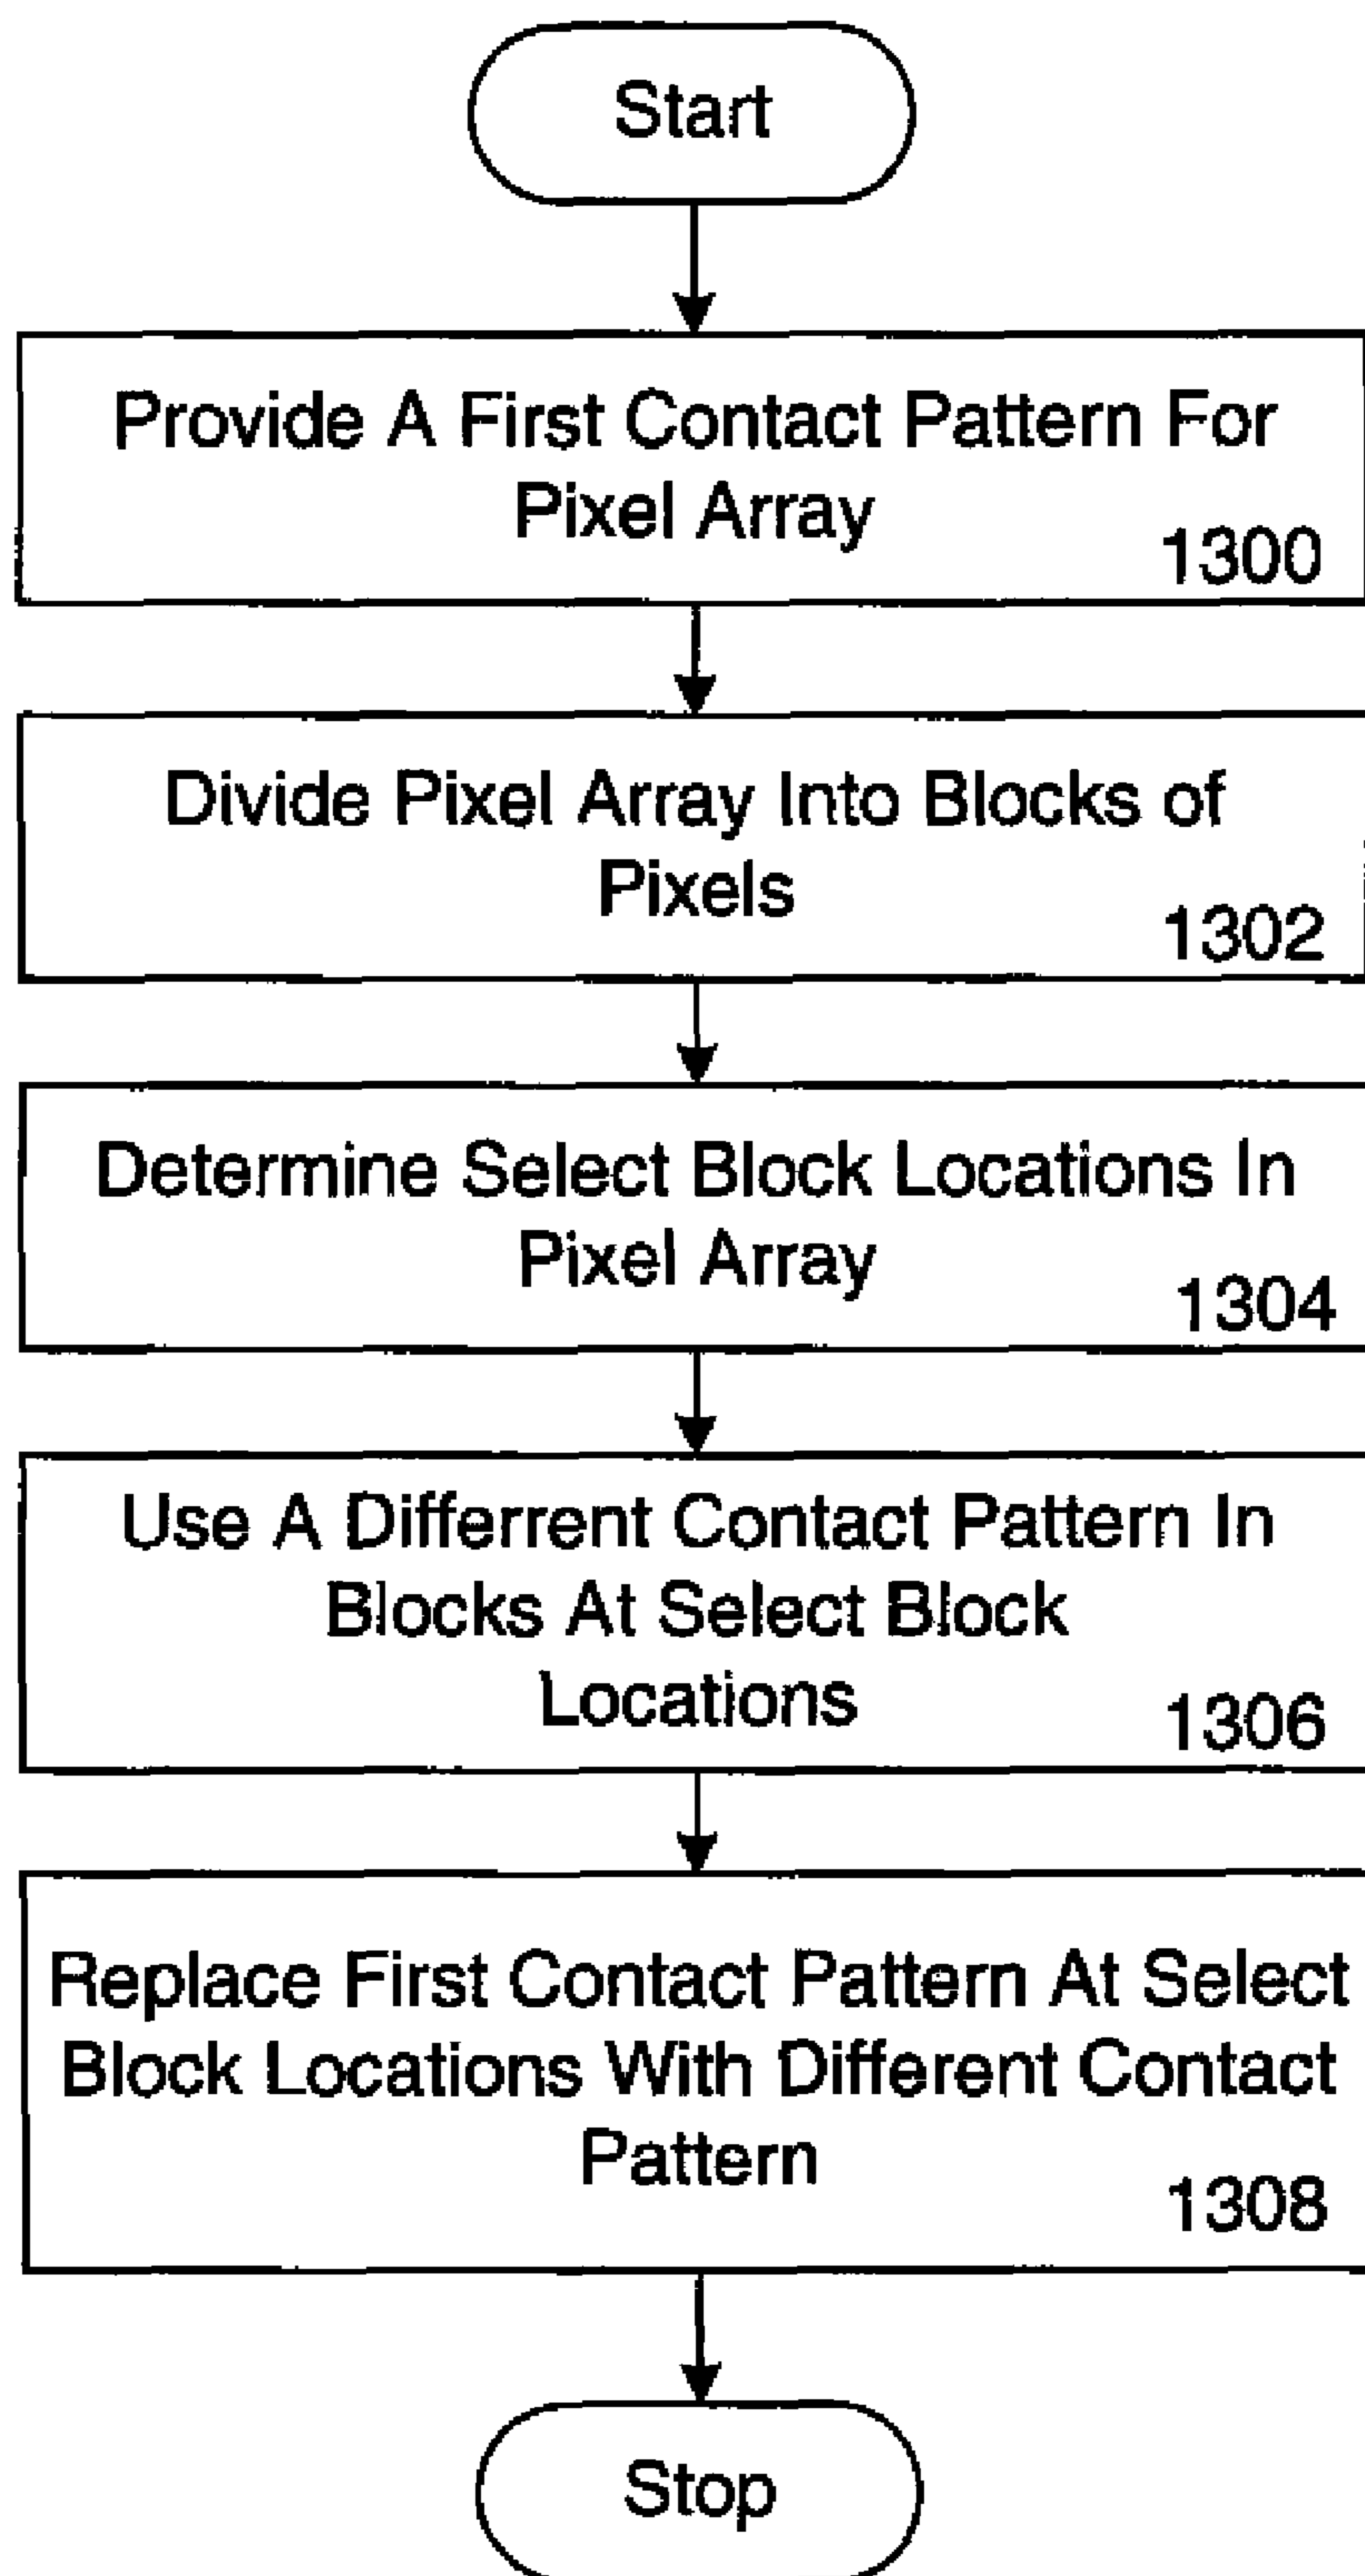 Start
Provide A First Contact Pattern For
Pixel Array
1300
Divide Pixel Array Into Blocks of
Pixels
1302
Determine Select Block Locations In
Pixel Array
1304
Use A Differrent Contact Pattern In
Blocks At Select Block
Locations
1306
Replace First Contact Pattern At Select
Block Locations With Different Contact
Pattern
1308
Stop